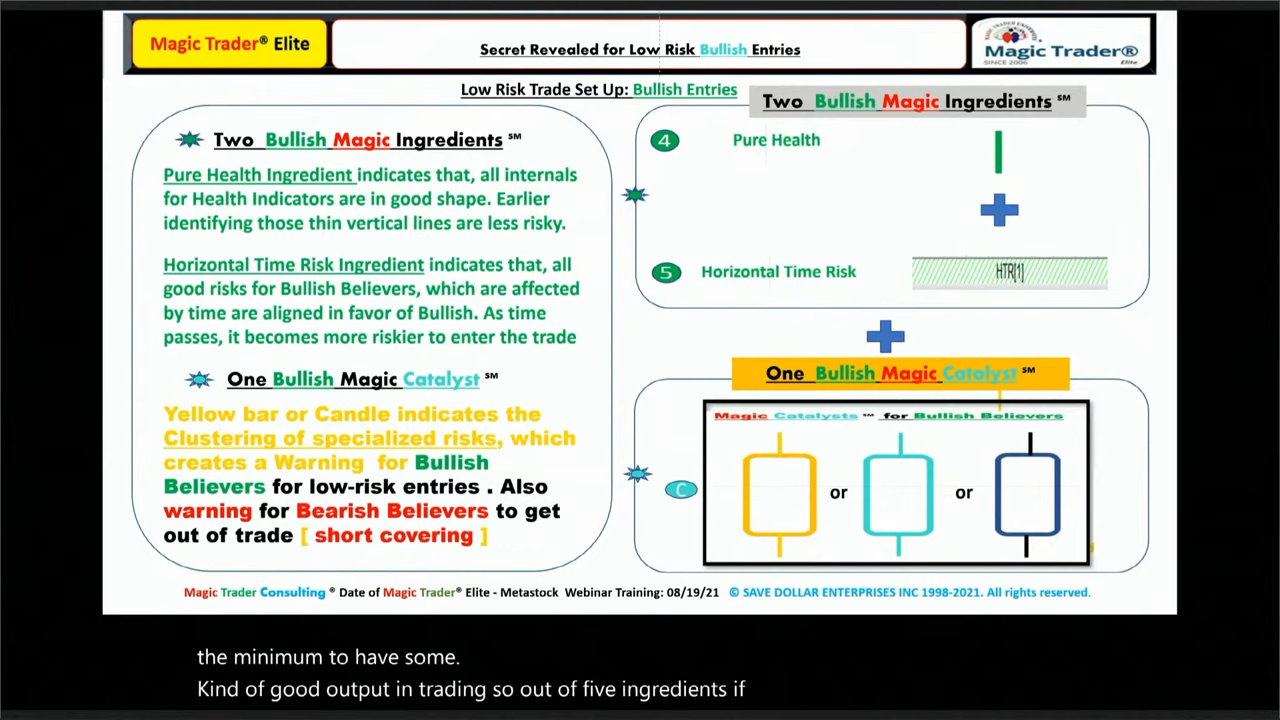 Magic Trader® Elite
Secret Revealed for Low Risk Bullish Entries
Magic Trader®
SINCE 2006
Elite
Low Risk Trade Set Up: Bullish Entries
Two Bullish Magic Ingredients ℠
Pure Health Ingredient indicates that, all internals
for Health Indicators are in good shape. Earlier
identifying those thin vertical lines are less risky.
Horizontal Time Risk Ingredient indicates that, all
good risks for Bullish Believers, which are affected
by time are aligned in favor of Bullish. As time
passes, it becomes more riskier to enter the trade
One Bullish Magic Catalyst ℠
Yellow bar or Candle indicates the
Clustering of specialized risks, which
creates a Warning for Bullish
Believers for low-risk entries . Also
warning for Bearish Believers to get
out of trade [ short covering ]
Two Bullish Magic Ingredients ℠
4 Pure Health
5 Horizontal Time Risk HTR[1]
One Bullish Magic Catalyst ℠
Magic Catalysts ℠ for Bullish Believers
C or or
Magic Trader Consulting ® Date of Magic Trader® Elite - Metastock Webinar Training: 08/19/21 © SAVE DOLLAR ENTERPRISES INC 1998-2021. All rights reserved.
the minimum to have some.
Kind of good output in trading so out of five ingredients if